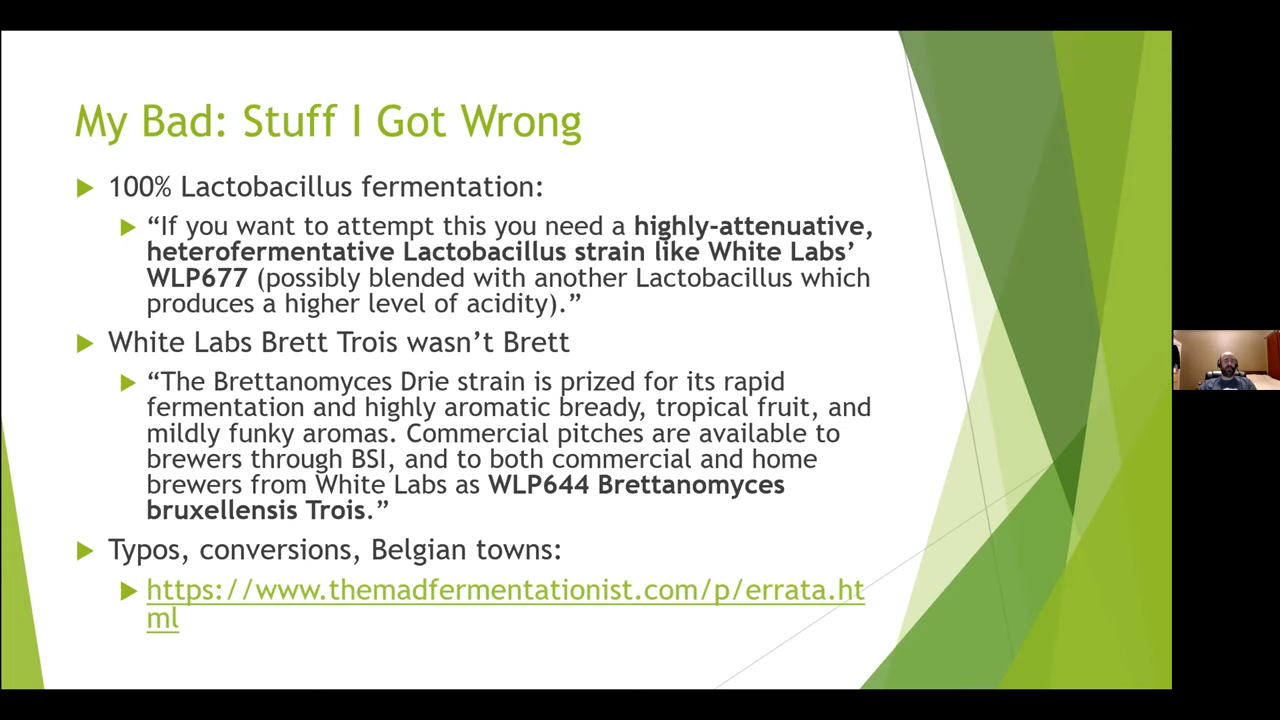 My Bad: Stuff I Got Wrong
100% Lactobacillus fermentation:
“If you want to attempt this you need a highly-attenuative,
heterofermentative Lactobacillus strain like White Labs’
WLP677 (possibly blended with another Lactobacillus which
produces a higher level of acidity).”
White Labs Brett Trois wasn’t Brett
“The Brettanomyces Drie strain is prized for its rapid
fermentation and highly aromatic bready, tropical fruit, and
mildly funky aromas. Commercial pitches are available to
brewers through BSI, and to both commercial and home
brewers from White Labs as WLP644 Brettanomyces
bruxellensis Trois.”
Typos, conversions, Belgian towns:
https://www.themadfermentationist.com/p/errata.ht
ml